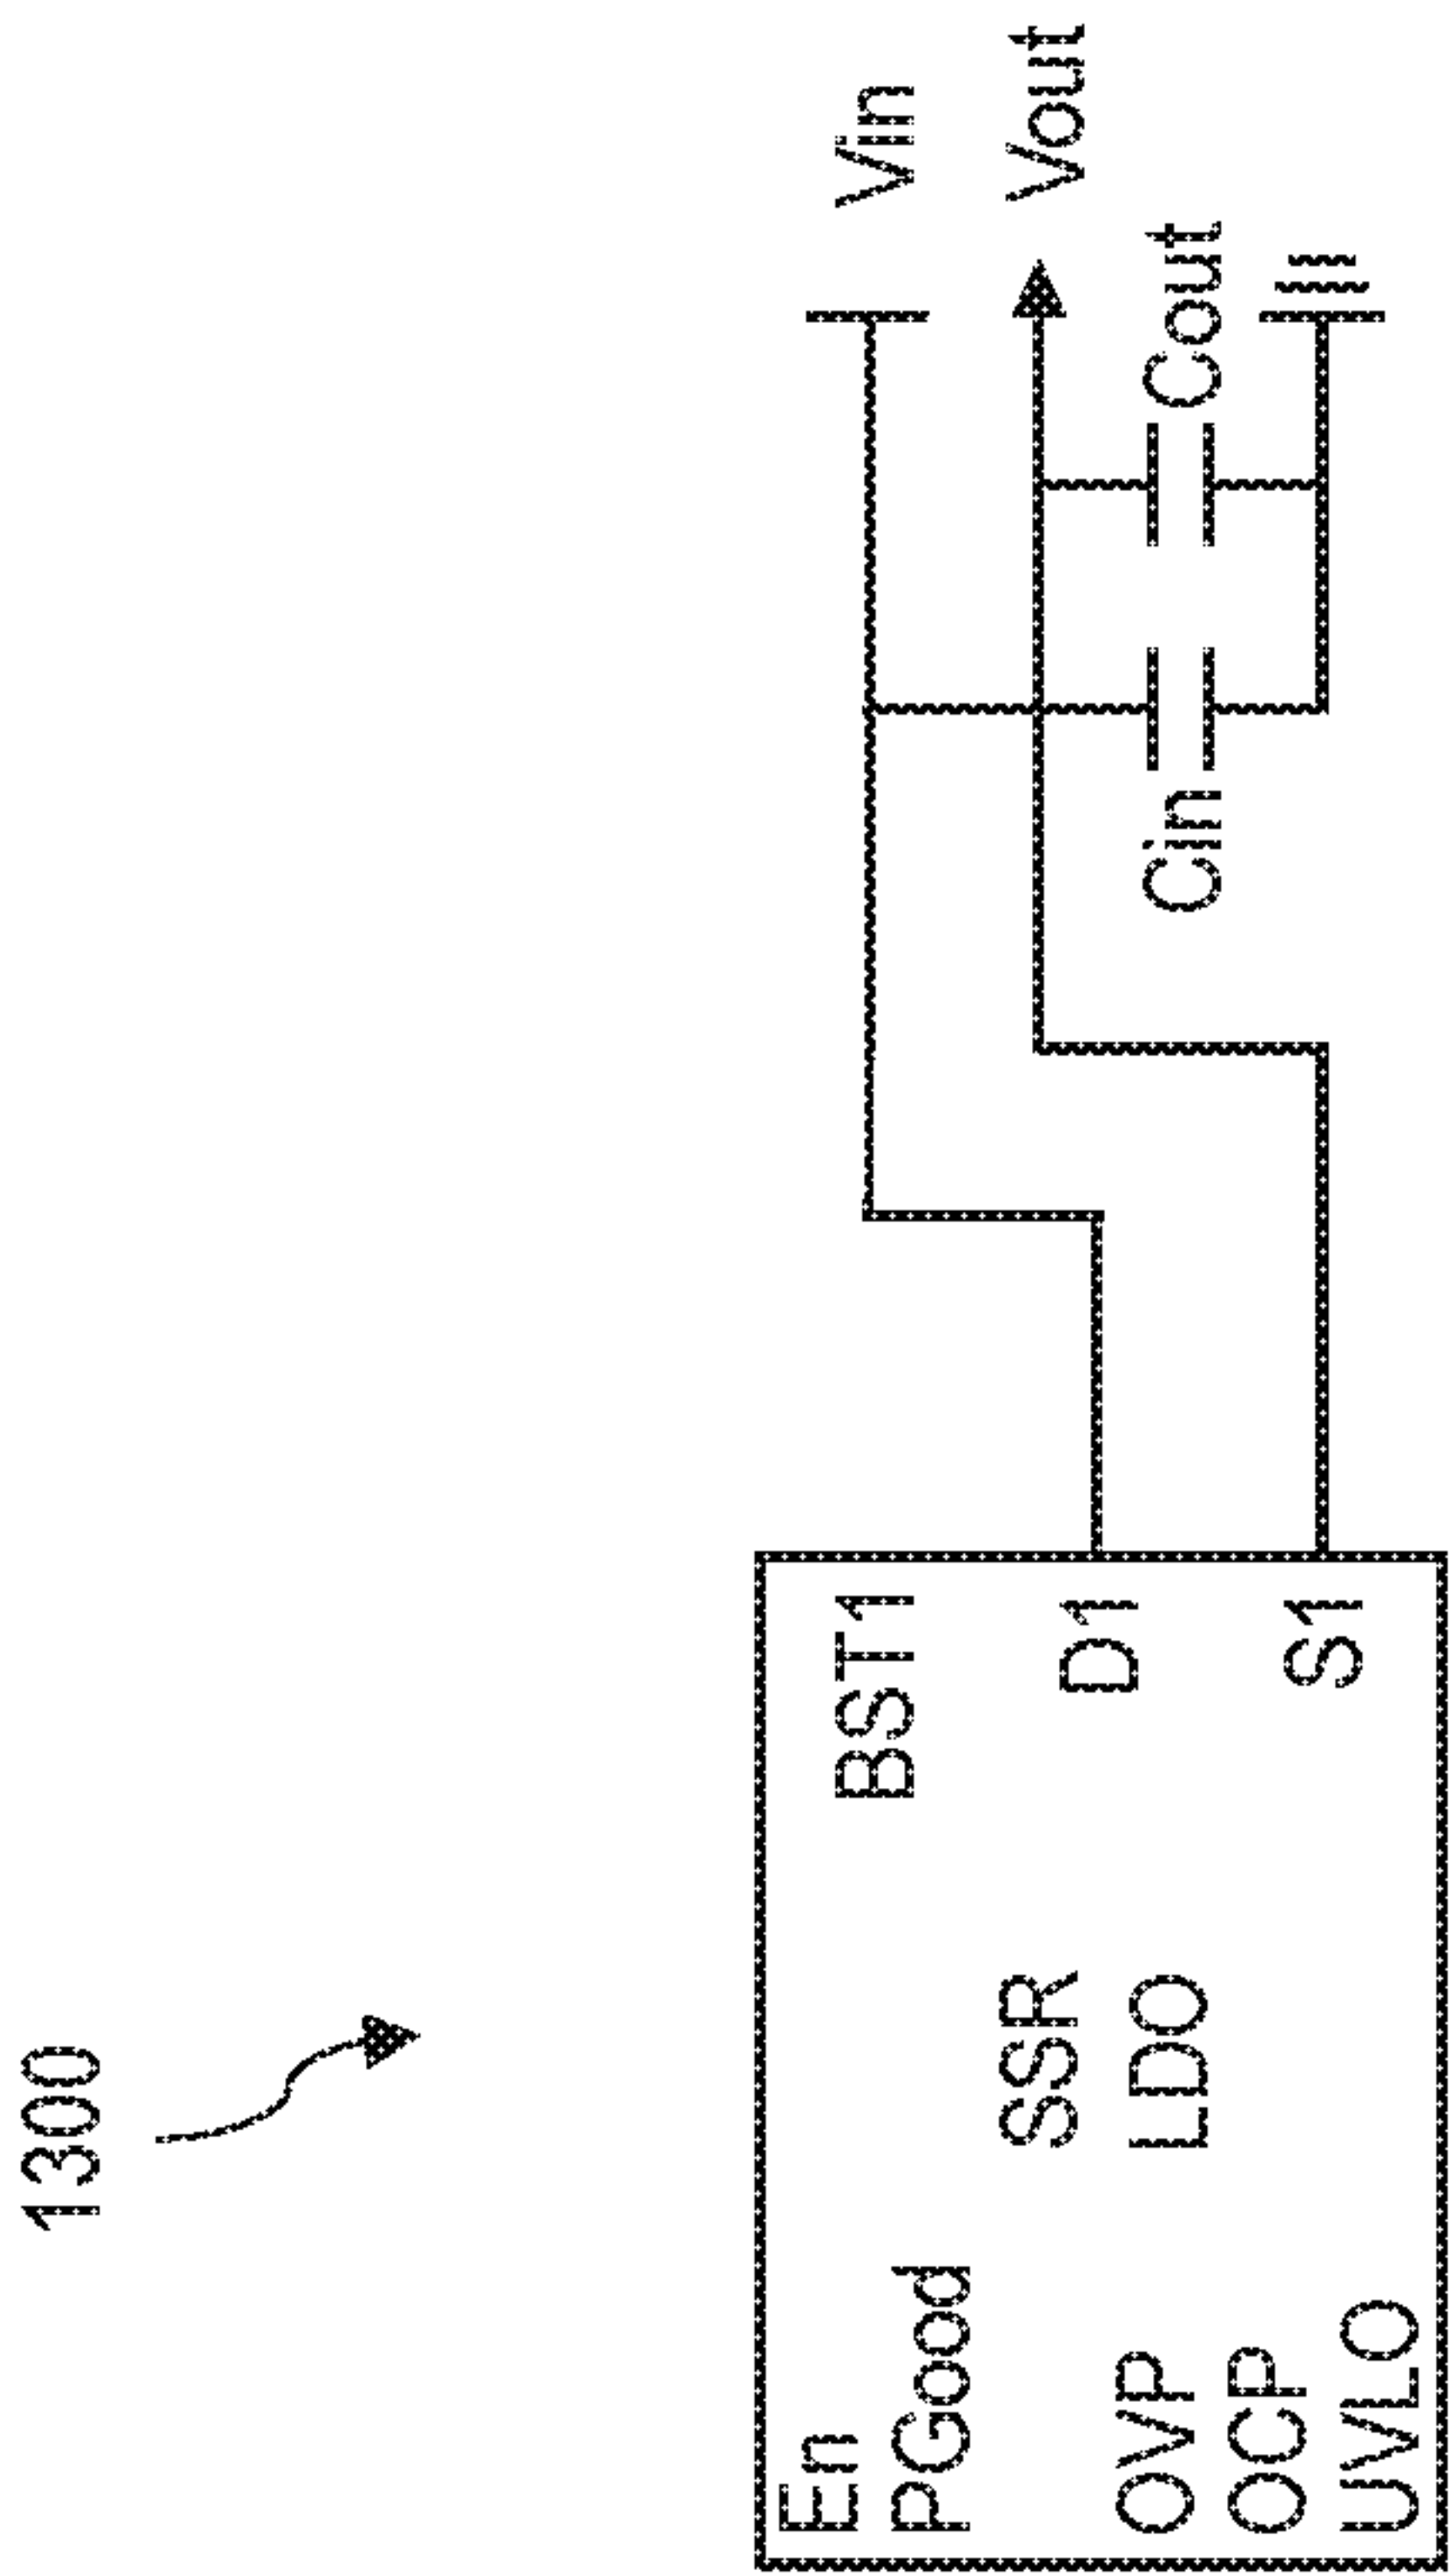 1300
En
PGood
OVP
OCP
UVLO
SSR
LDO
BST1
D1
S1
Cin
Cout
Vin
Vout